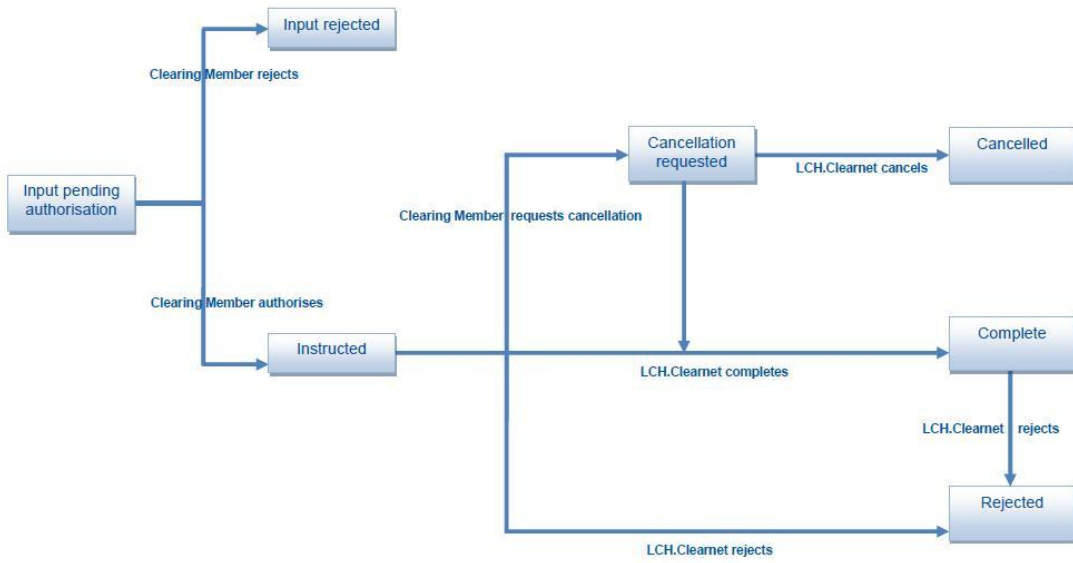 Input rejected
Clearing Member rejects
Cancellation
requested
Cancelled
LCH.Clearnet cancels
Input pending
authorisation
Clearing Member requests cancellation
Clearing Member authorises
Instructed
Complete
LCH.Clearnet completes
LCH.Clearnet rejects
Rejected
LCH.Clearnet rejects